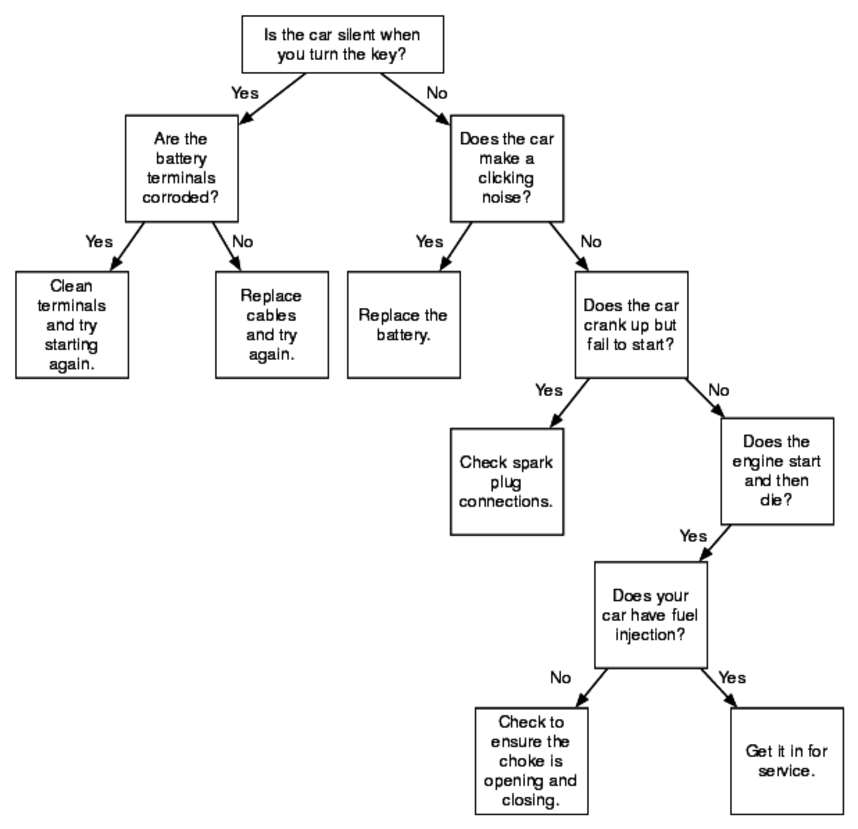 Is the car silent when
you turn the key?
Yes
No
Are the
battery
terminals
corroded?
Does the car
make a
clicking
noise?
Yes
No
Yes
No
Clean
terminals
and try
starting
again.
Replace
cables
and try
again.
Replace the
battery.
Does the car
crank up but
fail to start?
Yes
No
Check spark
plug
connections.
Does the
engine start
and then
die?
Yes
Does your
car have fuel
injection?
No
Yes
Check to
ensure the
choke is
opening and
closing.
Get it in for
service.